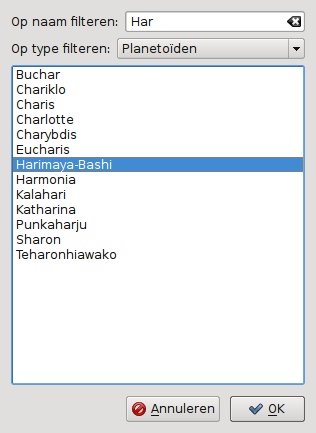 Op naam filteren: Har
Op type filteren: Planetoïden
Buchar
Chariklo
Charis
Charlotte
Charybdis
Eucharis
Harimaya-Bashi
Harmonia
Kalahari
Katharina
Punkaharju
Sharon
Teharonhiawako
Annuleren OK